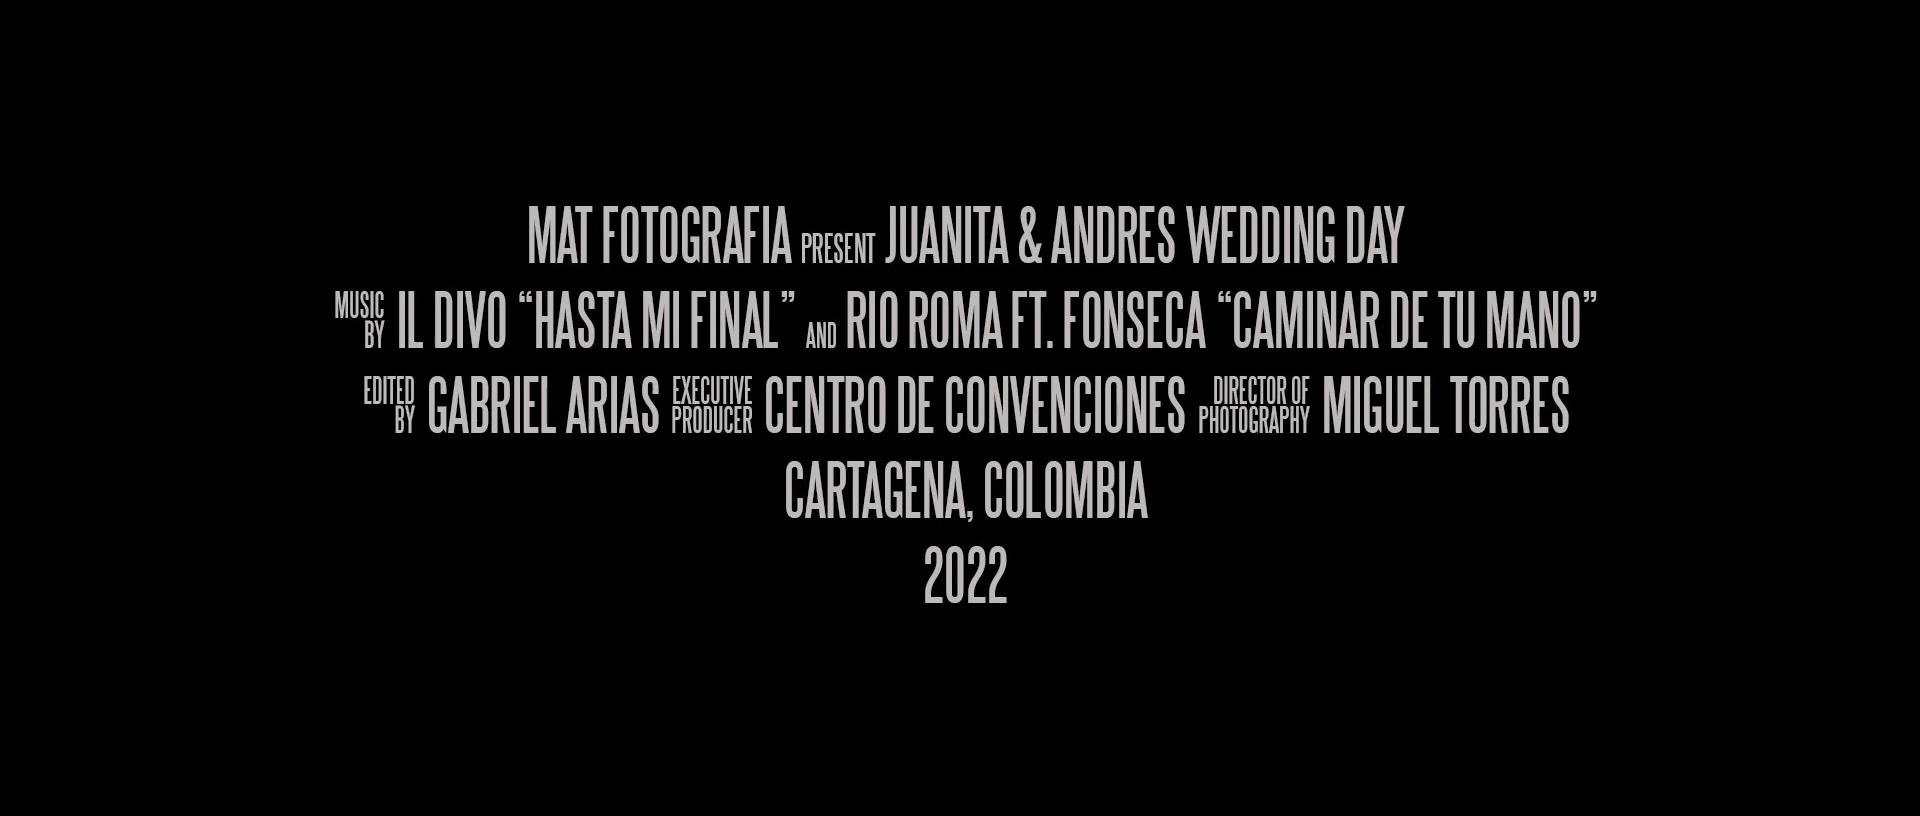 MAT FOTOGRAFIA PRESENT JUANITA & ANDRES WEDDING DAY
MUSIC BY IL DIVO “HASTA MI FINAL” AND RIO ROMA FT. FONSECA “CAMINAR DE TU MANO”
EDITED BY GABRIEL ARIAS EXECUTIVE PRODUCER CENTRO DE CONVENCIONES DIRECTOR OF PHOTOGRAPHY MIGUEL TORRES
CARTAGENA, COLOMBIA
2022